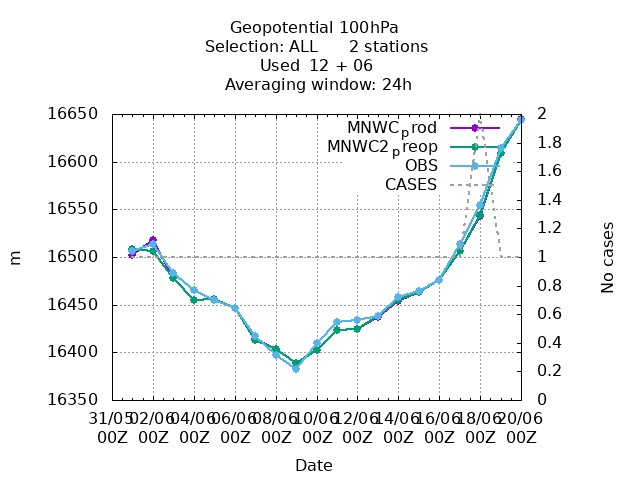 Geopotential 100hPa
Selection: ALL      2 stations
Used  12 + 06
Averaging window: 24h
MNWCprod
MNWC2preop
OBS
CASES
16650
16600
16550
16500
16450
16400
16350
2
1.8
1.6
1.4
1.2
1
0.8
0.6
0.4
0.2
0
m
No cases
31/05 02/06 04/06 06/06 08/06 10/06 12/06 14/06 16/06 18/06 20/06
00Z 00Z 00Z 00Z 00Z 00Z 00Z 00Z 00Z 00Z 00Z
Date